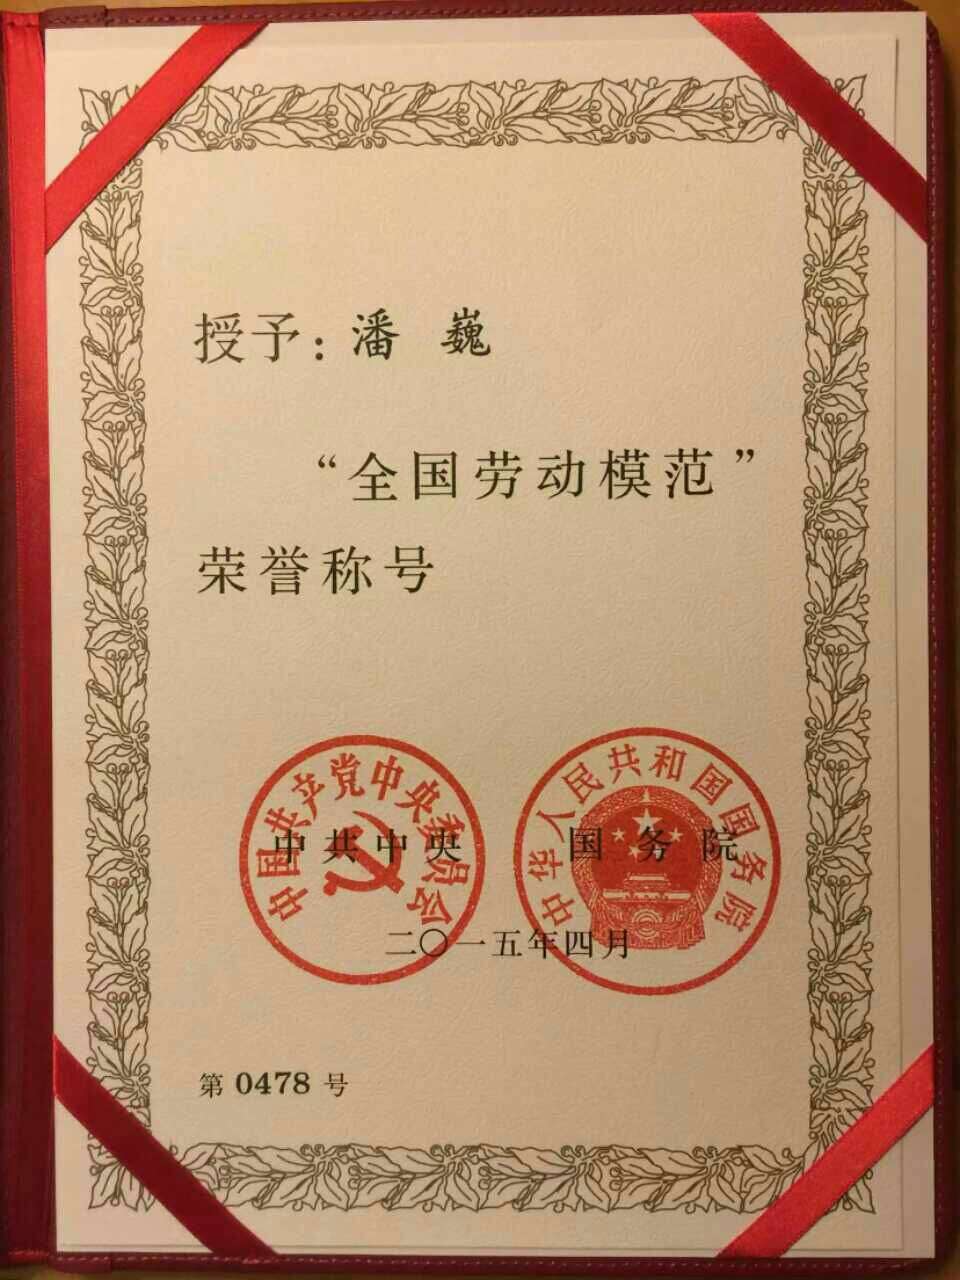 授予：潘 巍
“全国劳动模范”
荣誉称号
中国共产党中央委员会
中华人民共和国国务院
中共中央 国务院
二〇一五年四月
第 0478 号